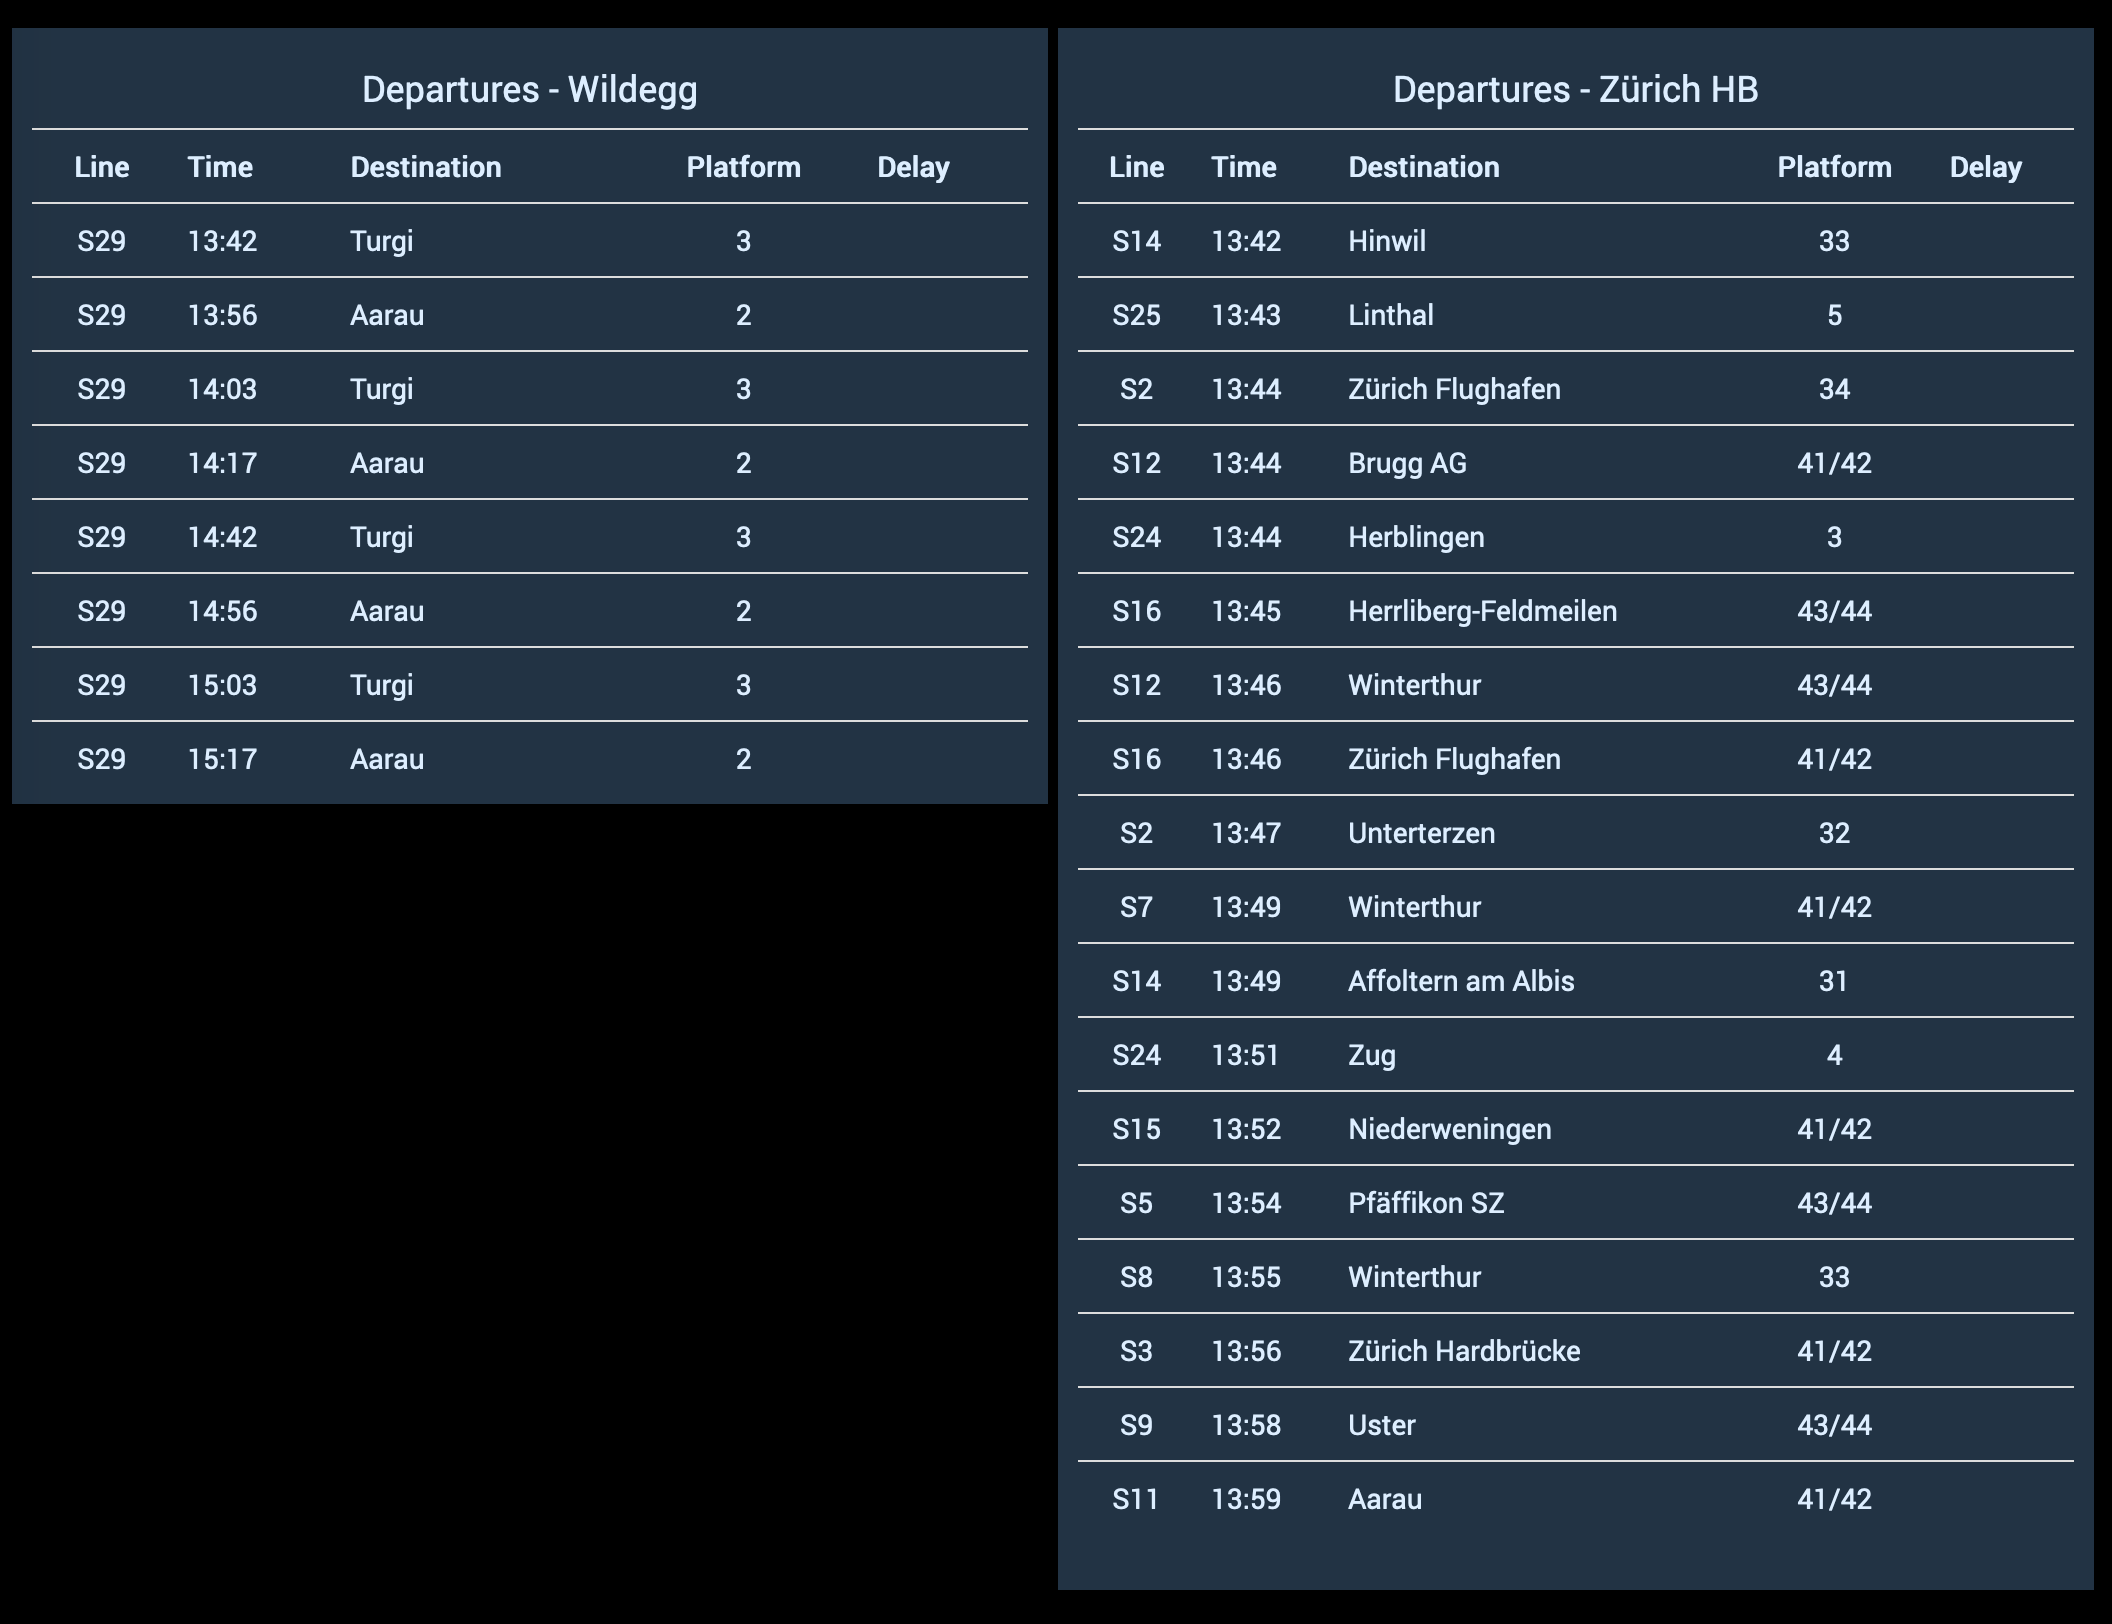 Departures - Wildegg
Line Time Destination Platform Delay
S29 13:42 Turgi 3
S29 13:56 Aarau 2
S29 14:03 Turgi 3
S29 14:17 Aarau 2
S29 14:42 Turgi 3
S29 14:56 Aarau 2
S29 15:03 Turgi 3
S29 15:17 Aarau 2
Departures - Zürich HB
Line Time Destination Platform Delay
S14 13:42 Hinwil 33
S25 13:43 Linthal 5
S2 13:44 Zürich Flughafen 34
S12 13:44 Brugg AG 41/42
S24 13:44 Herblingen 3
S16 13:45 Herrliberg-Feldmeilen 43/44
S12 13:46 Winterthur 43/44
S16 13:46 Zürich Flughafen 41/42
S2 13:47 Unterterzen 32
S7 13:49 Winterthur 41/42
S14 13:49 Affoltern am Albis 31
S24 13:51 Zug 4
S15 13:52 Niederweningen 41/42
S5 13:54 Pfäffikon SZ 43/44
S8 13:55 Winterthur 33
S3 13:56 Zürich Hardbrücke 41/42
S9 13:58 Uster 43/44
S11 13:59 Aarau 41/42